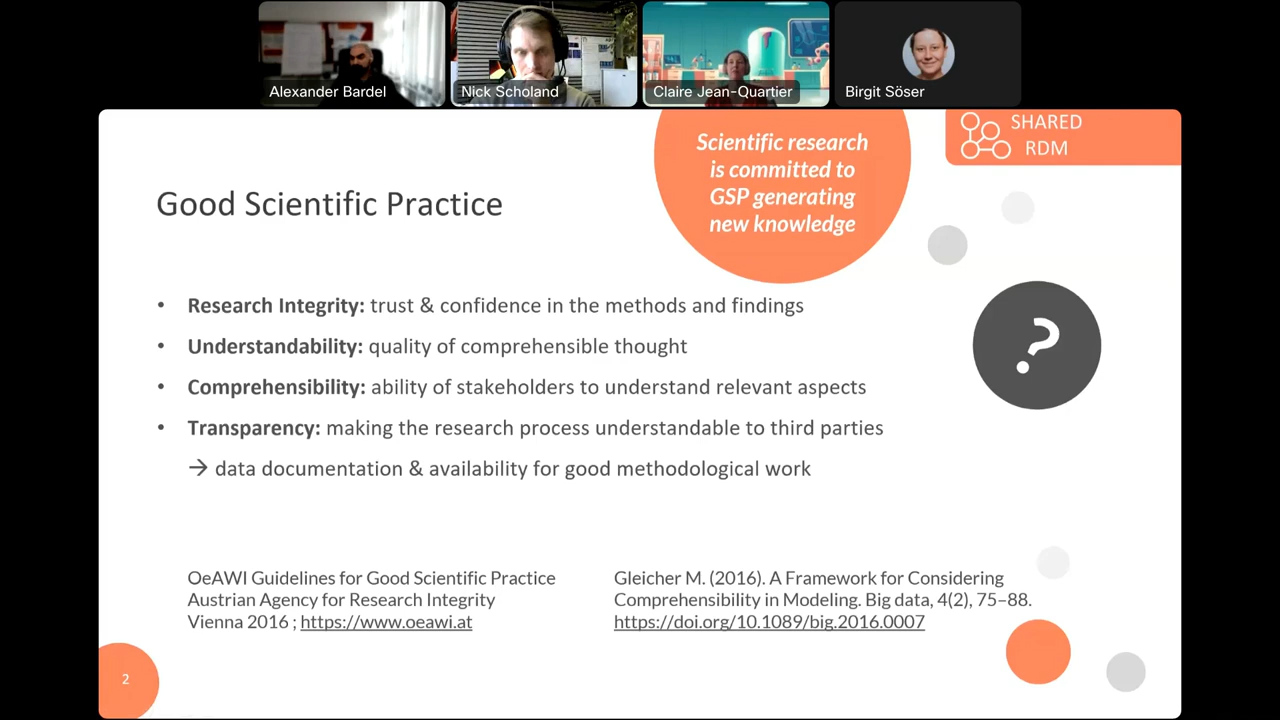 Alexander Bardel
Nick Scholand
Claire Jean-Quartier
Birgit Söser
Scientific research
is committed to
GSP generating
new knowledge
SHARED
RDM
Good Scientific Practice
• Research Integrity: trust & confidence in the methods and findings
• Understandability: quality of comprehensible thought
• Comprehensibility: ability of stakeholders to understand relevant aspects
• Transparency: making the research process understandable to third parties
→ data documentation & availability for good methodological work
?
OeAWI Guidelines for Good Scientific Practice
Austrian Agency for Research Integrity
Vienna 2016 ; https://www.oeawi.at
Gleicher M. (2016). A Framework for Considering
Comprehensibility in Modeling. Big data, 4(2), 75–88.
https://doi.org/10.1089/big.2016.0007
2